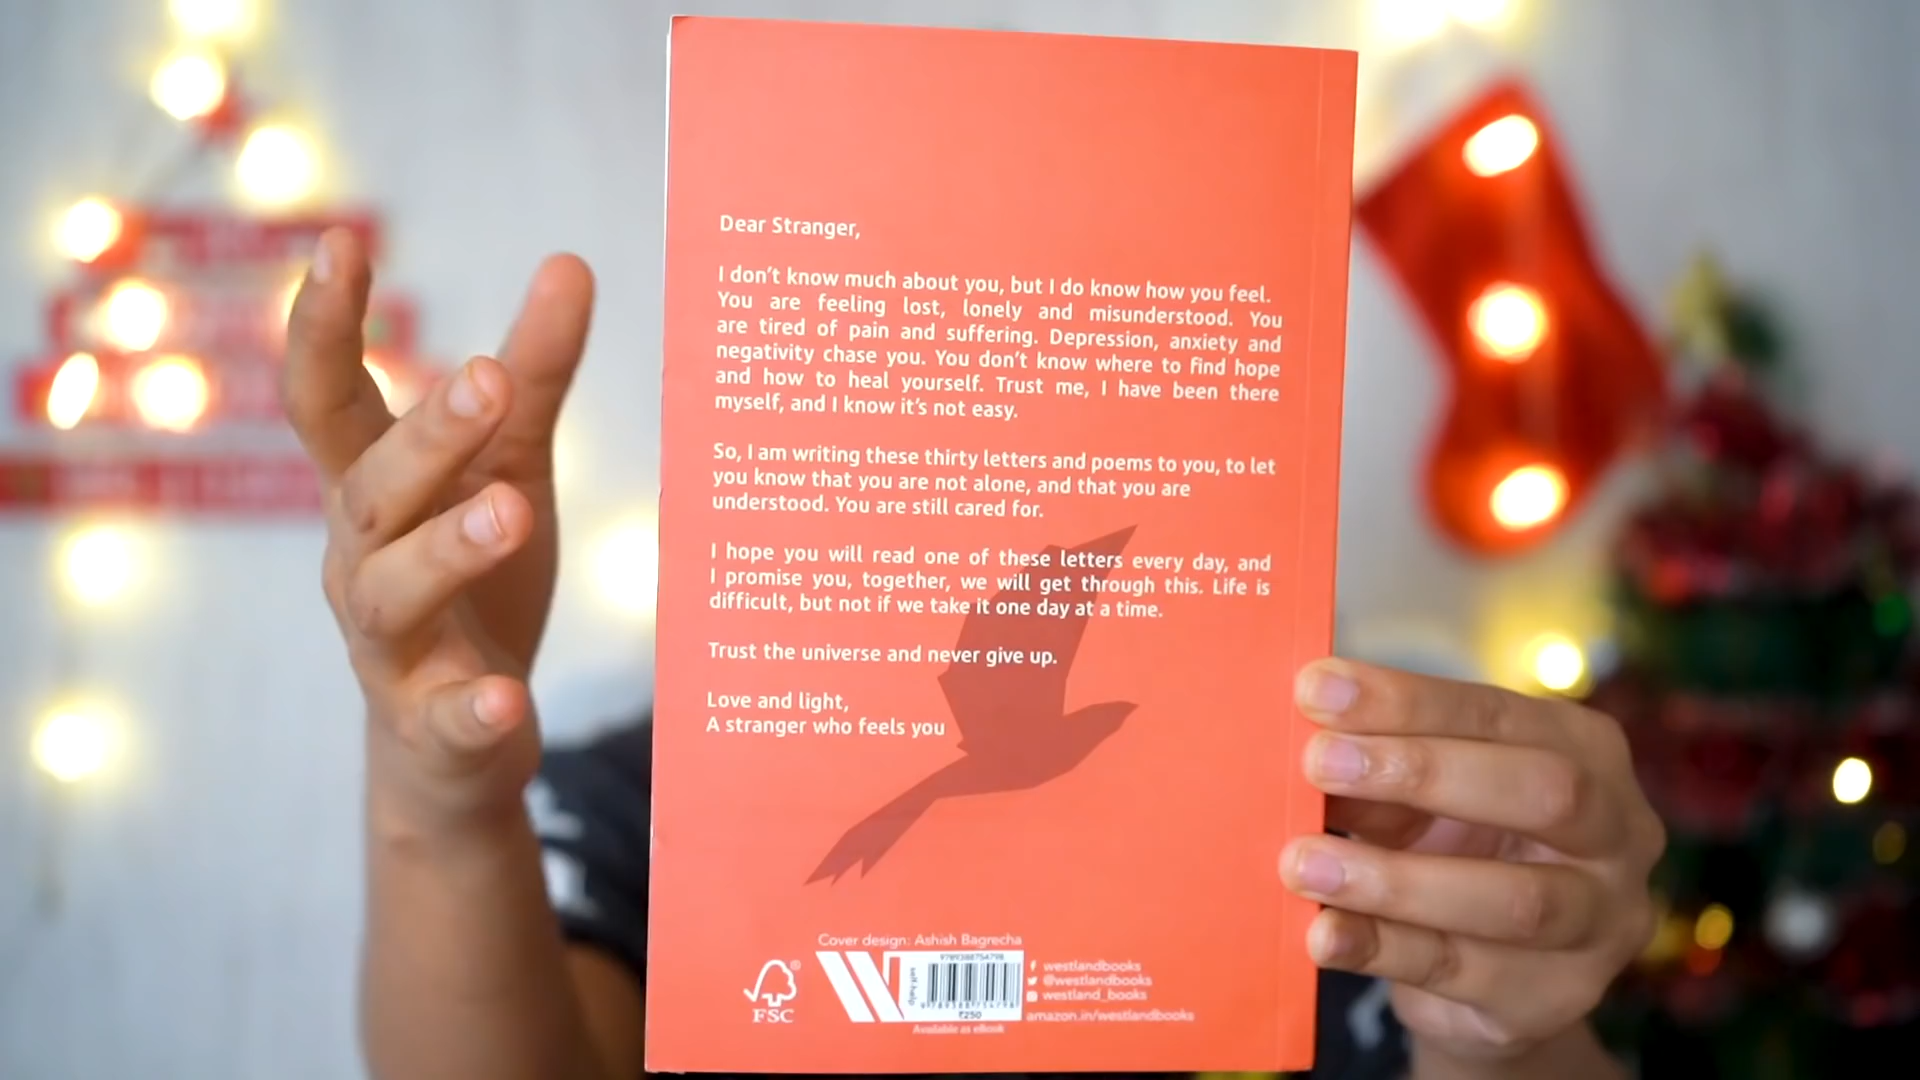 Dear Stranger,
I don't know much about you, but I do know how you feel.
You are feeling lost, lonely and misunderstood. You
are tired of pain and suffering. Depression, anxiety and
negativity chase you. You don't know where to find hope
and how to heal yourself. Trust me, I have been there
myself, and I know it's not easy.
So, I am writing these thirty letters and poems to you, to let
you know that you are not alone, and that you are
understood. You are still cared for.
I hope you will read one of these letters every day, and
I promise you, together, we will get through this. Life is
difficult, but not if we take it one day at a time.
Trust the universe and never give up.
Love and light,
A stranger who feels you
Cover design: Ashish Bagrecha
9789388754798
self-help
9789388754798
₹250
Available as eBook
FSC
westlandbooks
@westlandbooks
westland_books
amazon.in/westlandbooks